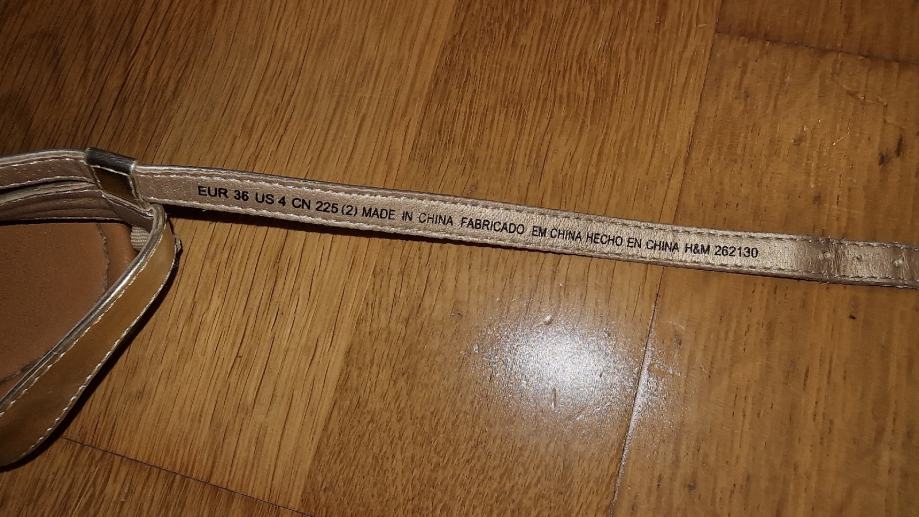 EUR 36 US 4 CN 225 (2) MADE IN CHINA FABRICADO EM CHINA HECHO EN CHINA H&M 262130